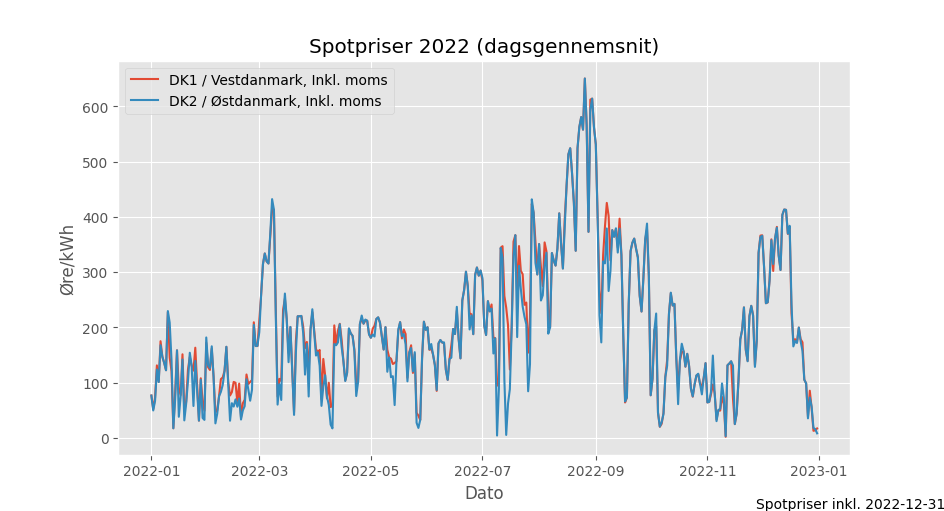 Spotpriser 2022 (dagsgennemsnit)
DK1 / Vestdanmark, Inkl. moms
DK2 / Østdanmark, Inkl. moms
600
500
400
300
200
100
0
Øre/kWh
2022-01
2022-03
2022-05
2022-07
2022-09
2022-11
2023-01
Dato
Spotpriser inkl. 2022-12-31